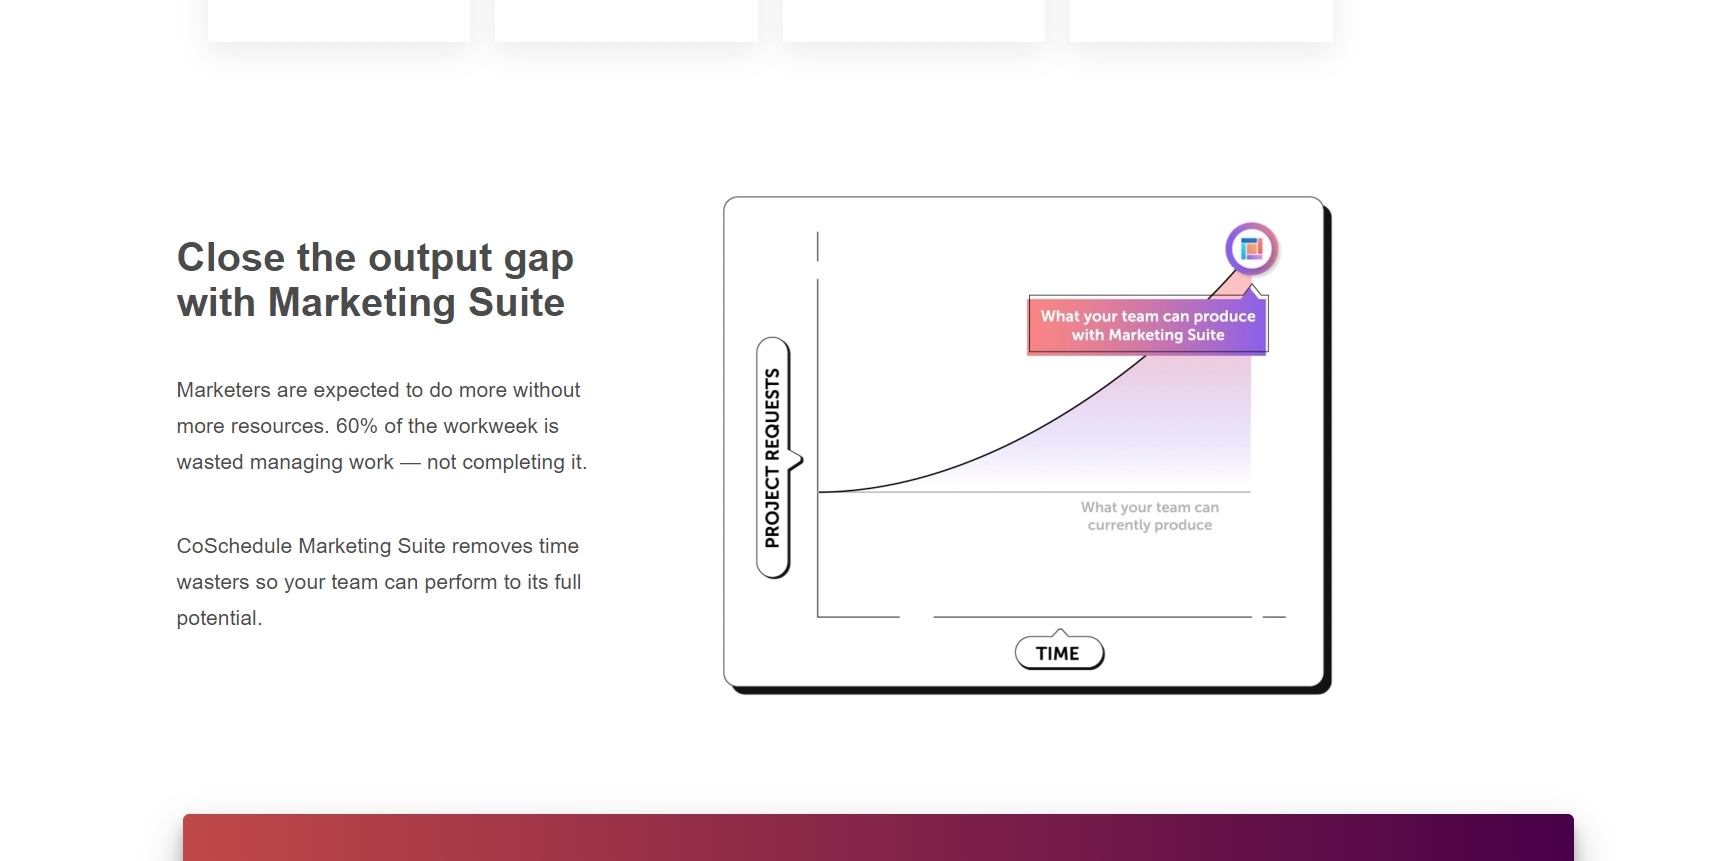 Close the output gap
with Marketing Suite
Marketers are expected to do more without
more resources. 60% of the workweek is
wasted managing work — not completing it.
CoSchedule Marketing Suite removes time
wasters so your team can perform to its full
potential.
What your team can produce
with Marketing Suite
PROJECT REQUESTS
What your team can
currently produce
TIME